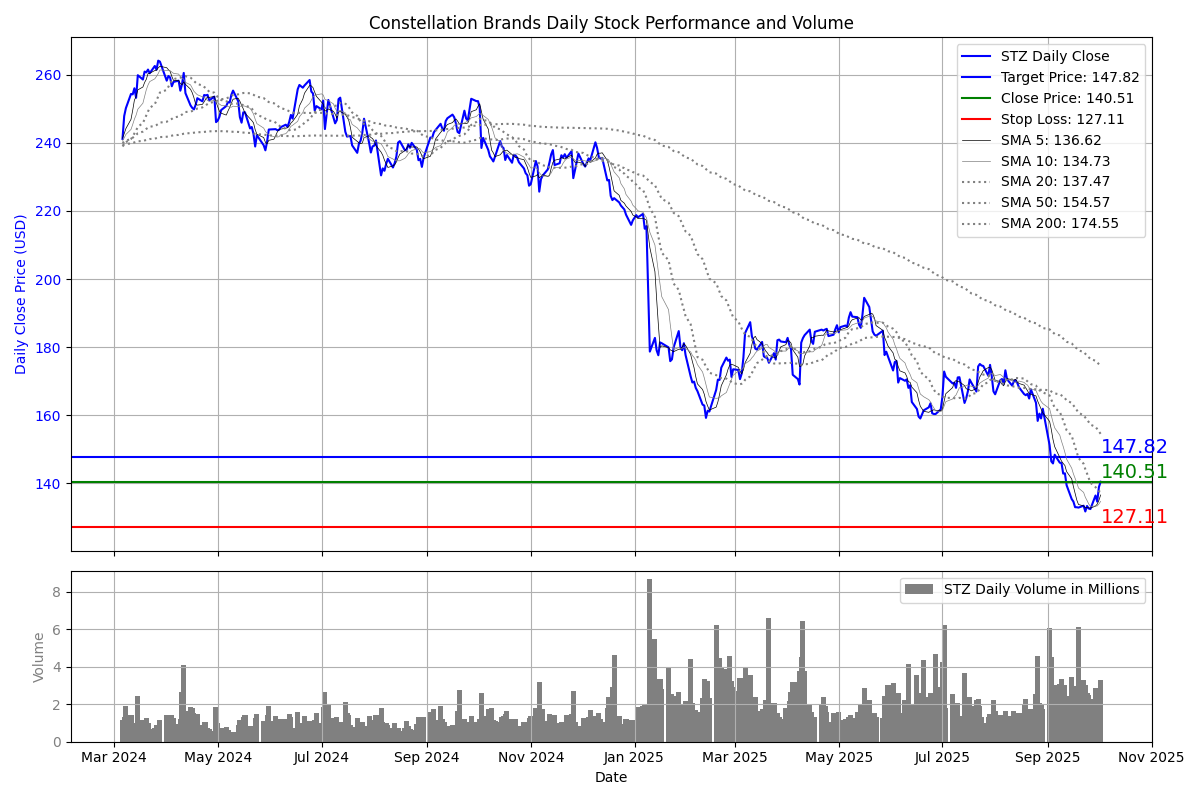 Constellation Brands Daily Stock Performance and Volume
Daily Close Price (USD)
260
240
220
200
180
160
140
STZ Daily Close
Target Price: 147.82
Close Price: 140.51
Stop Loss: 127.11
SMA 5: 136.62
SMA 10: 134.73
SMA 20: 137.47
SMA 50: 154.57
SMA 200: 174.55
147.82
140.51
127.11
Volume
8
6
4
2
0
STZ Daily Volume in Millions
Mar 2024 May 2024 Jul 2024 Sep 2024 Nov 2024 Jan 2025 Mar 2025 May 2025 Jul 2025 Sep 2025 Nov 2025
Date